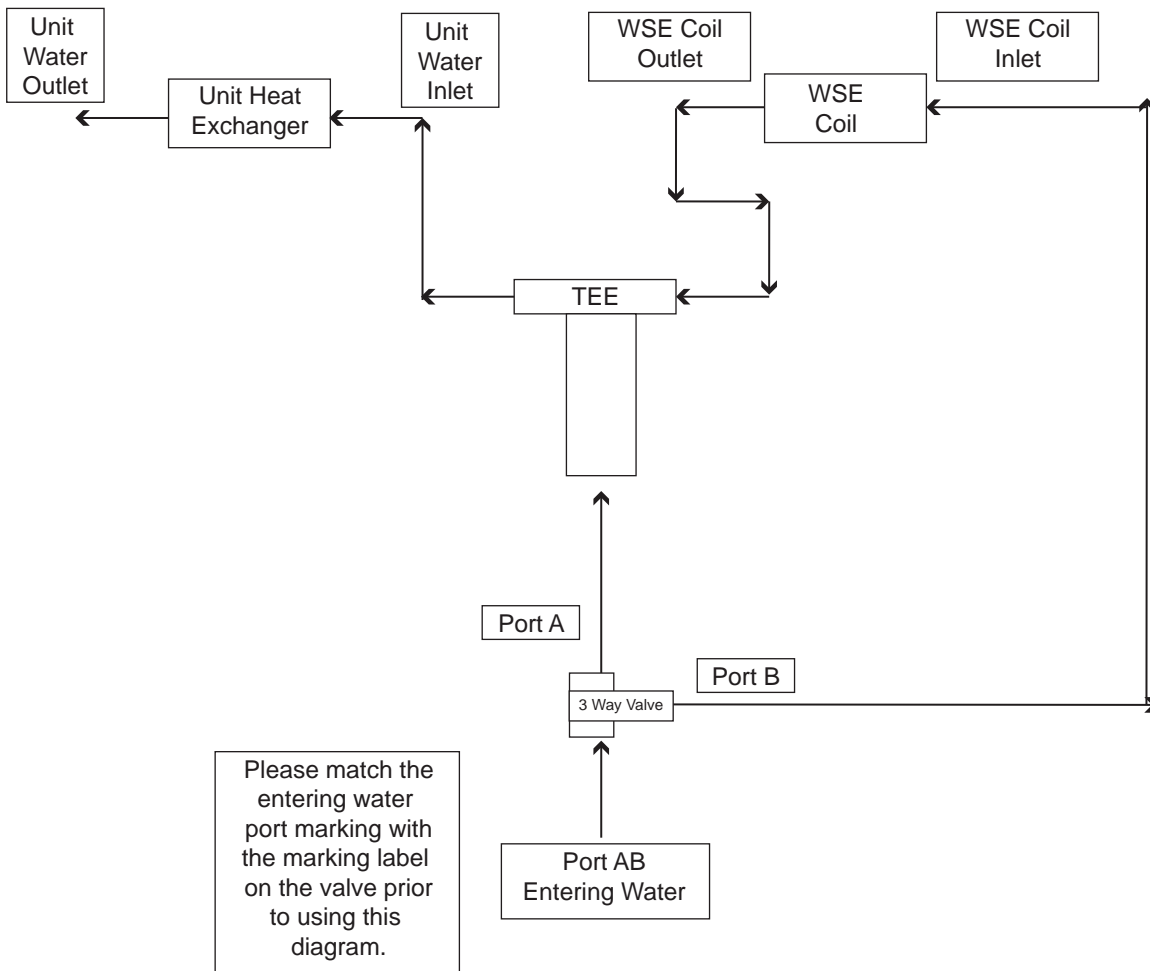 Unit
Water
Outlet
Unit Heat
Exchanger
Unit
Water
Inlet
WSE Coil
Outlet
WSE
Coil
WSE Coil
Inlet
TEE
Port A
Port B
3 Way Valve
Port AB
Entering Water
Please match the
entering water
port marking with
the marking label
on the valve prior
to using this
diagram.